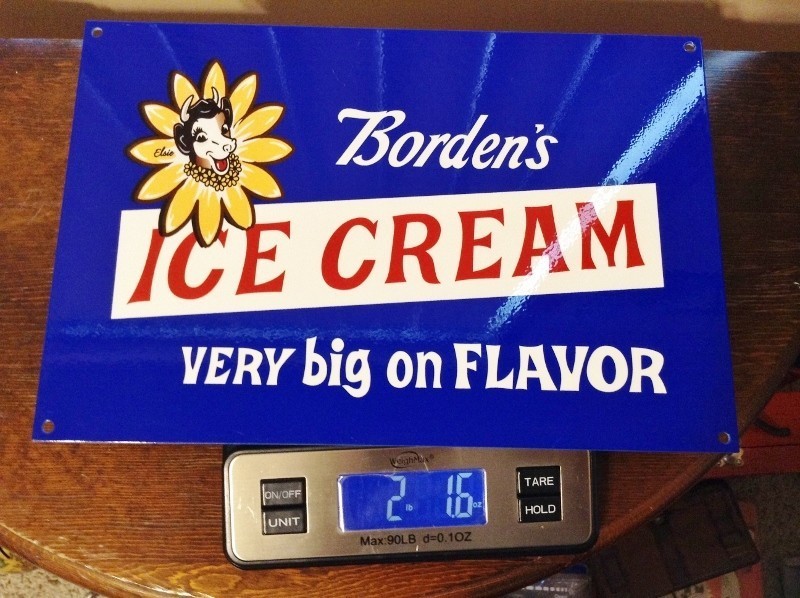 Elsie
Borden's
ICE CREAM
VERY big on FLAVOR
WeighMax®
ON/OFF
UNIT
2 lb 1.6 oz
TARE
HOLD
Max:90LB d=0.1OZ